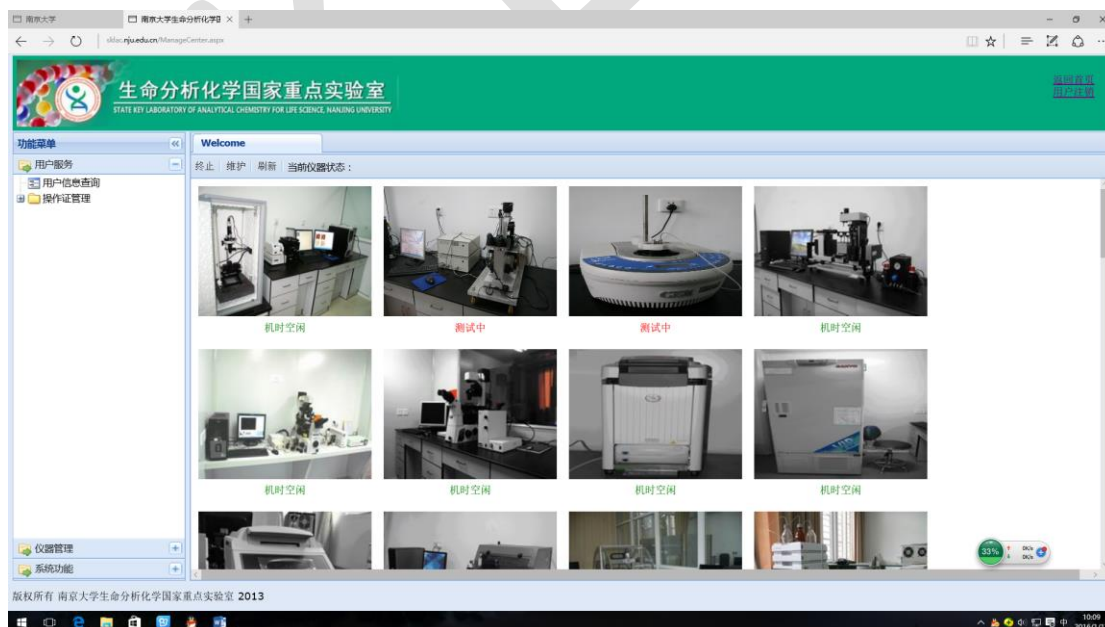 南京大学
南京大学生命分析化学
sklac.nju.edu.cn/ManageCenter.aspx
生命分析化学国家重点实验室
STATE KEY LABORATORY OF ANALYTICAL CHEMISTRY FOR LIFE SCIENCE, NANJING UNIVERSITY
返回首页
用户注销
功能菜单
Welcome
用户服务
终止 维护 刷新 当前仪器状态：
用户信息查询
操作证管理
机时空闲 测试中 测试中 机时空闲
机时空闲 机时空闲 机时空闲 机时空闲
仪器管理
系统功能
33%
版权所有 南京大学生命分析化学国家重点实验室 2013
中 10:09